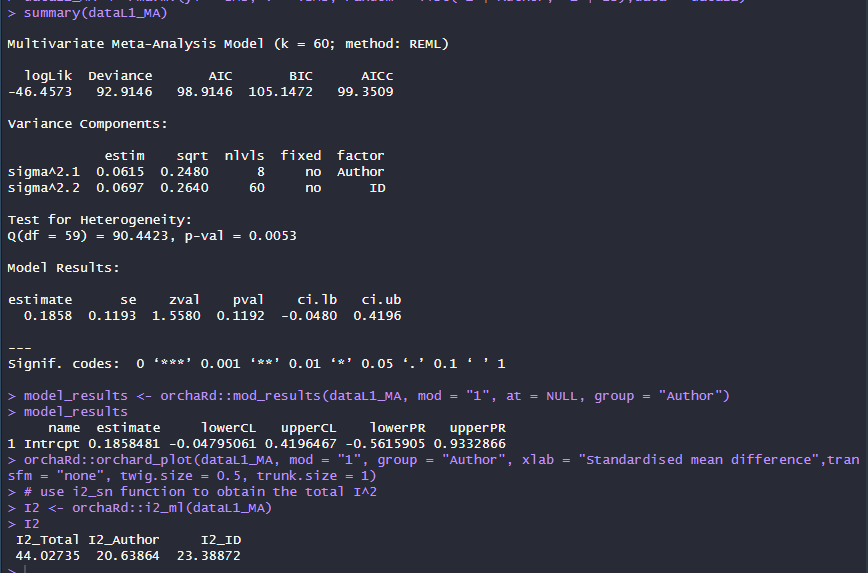 > summary(dataL1_MA)
Multivariate Meta-Analysis Model (k = 60; method: REML)
logLik Deviance AIC BIC AICc
-46.4573 92.9146 98.9146 105.1472 99.3509
Variance Components:
estim sqrt nlvls fixed factor
sigma^2.1 0.0615 0.2480 8 no Author
sigma^2.2 0.0697 0.2640 60 no ID
Test for Heterogeneity:
Q(df = 59) = 90.4423, p-val = 0.0053
Model Results:
estimate se zval pval ci.lb ci.ub
0.1858 0.1193 1.5580 0.1192 -0.0480 0.4196
---
Signif. codes: 0 ‘***’ 0.001 ‘**’ 0.01 ‘*’ 0.05 ‘.’ 0.1 ‘ ’ 1
> model_results <- orchaRd::mod_results(dataL1_MA, mod = "1", at = NULL, group = "Author")
> model_results
name estimate lowerCL upperCL lowerPR upperPR
1 Intrcpt 0.1858481 -0.04795061 0.4196467 -0.5615905 0.9332866
> orchaRd::orchard_plot(dataL1_MA, mod = "1", group = "Author", xlab = "Standardised mean difference",tran
sfm = "none", twig.size = 0.5, trunk.size = 1)
> # use i2_sn function to obtain the total I^2
> I2 <- orchaRd::i2_ml(dataL1_MA)
> I2
I2_Total I2_Author I2_ID
44.02735 20.63864 23.38872
>